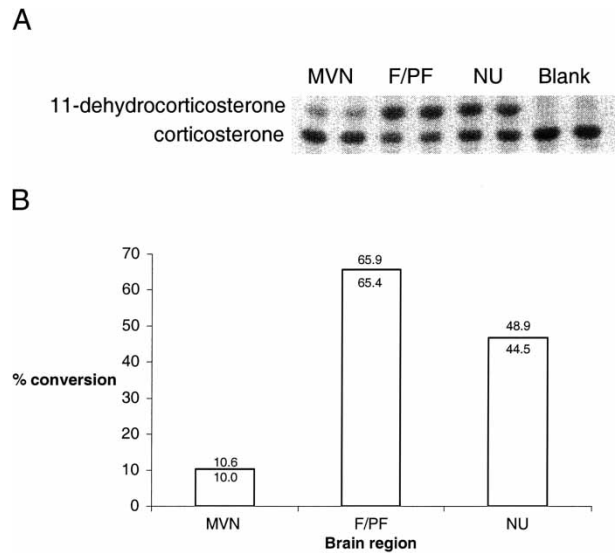 A
MVN F/PF NU Blank
11-dehydrocorticosterone
corticosterone
B
70
60
50
40
30
20
10
0
% conversion
10.6
10.0
65.9
65.4
48.9
44.5
MVN F/PF NU
Brain region